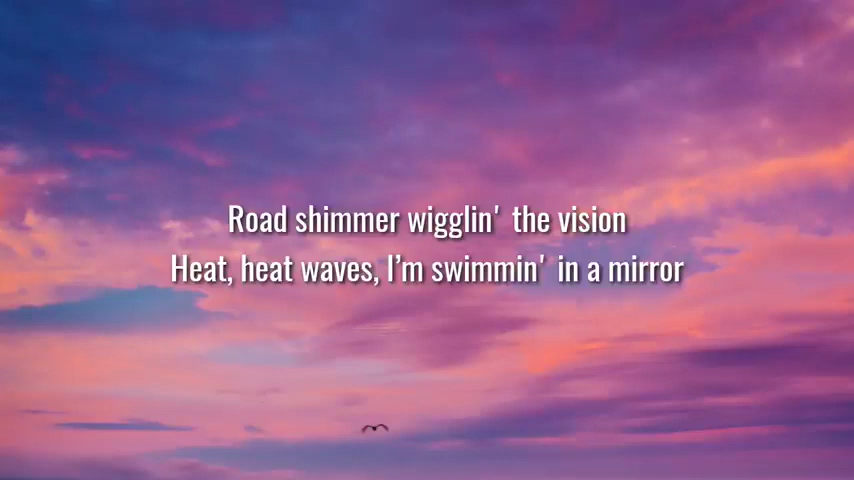 Road shimmer wigglin' the vision
Heat, heat waves, I’m swimmin' in a mirror